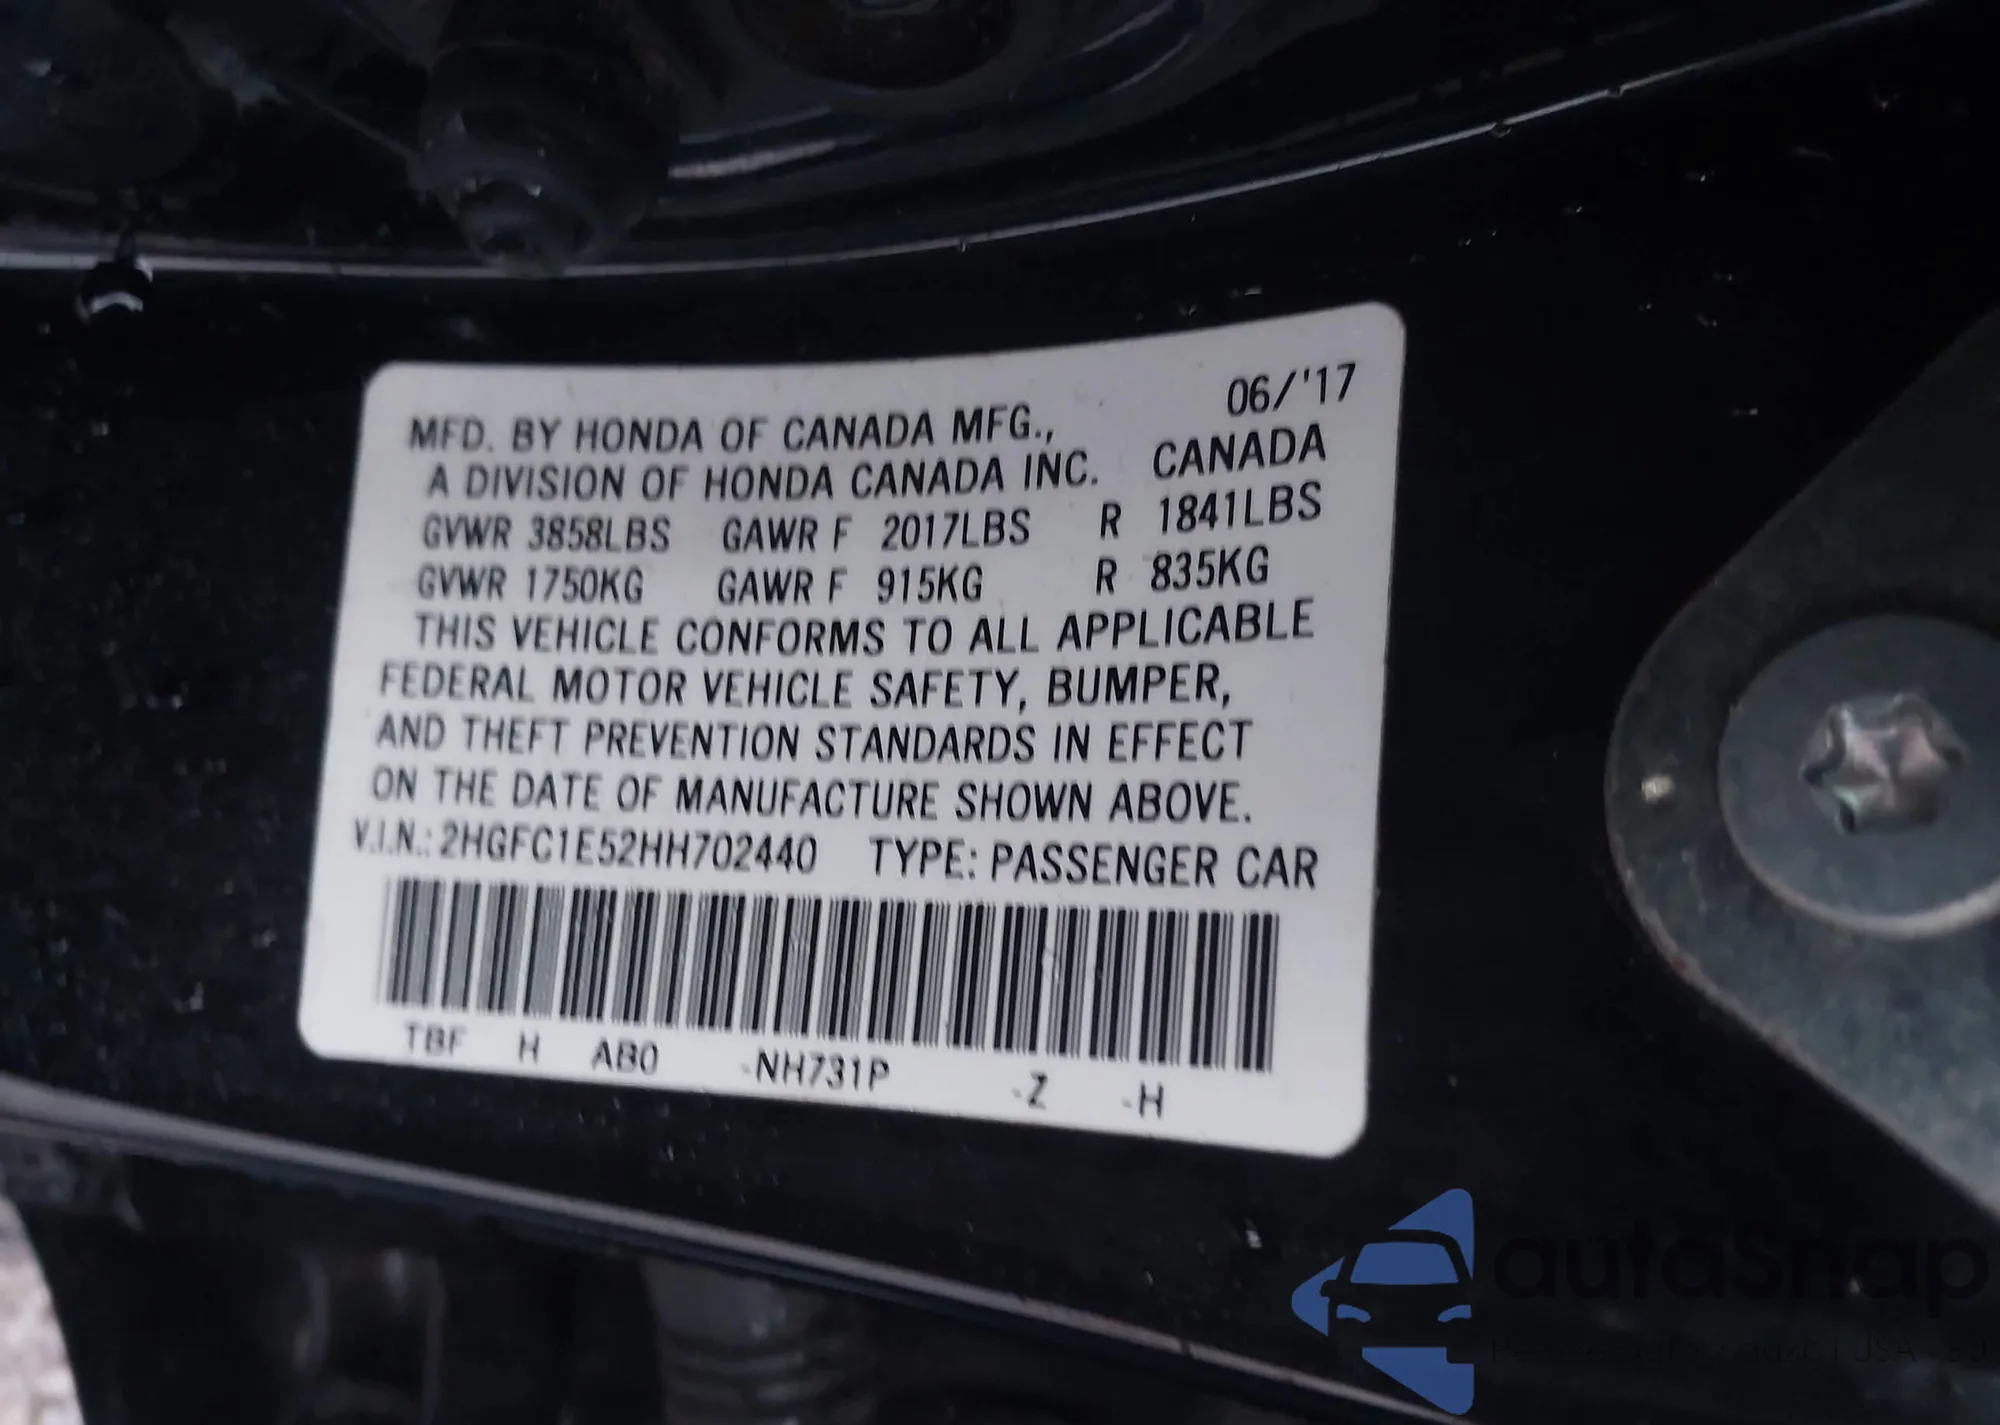 06/'17
MFD. BY HONDA OF CANADA MFG.,
A DIVISION OF HONDA CANADA INC. CANADA
GVWR 3858LBS GAWR F 2017LBS R 1841LBS
GVWR 1750KG GAWR F 915KG R 835KG
THIS VEHICLE CONFORMS TO ALL APPLICABLE
FEDERAL MOTOR VEHICLE SAFETY, BUMPER,
AND THEFT PREVENTION STANDARDS IN EFFECT
ON THE DATE OF MANUFACTURE SHOWN ABOVE.
V.I.N.: 2HGFC1E52HH702440 TYPE: PASSENGER CAR
TBF H AB0 -NH731P -Z -H
autoSnap
USA